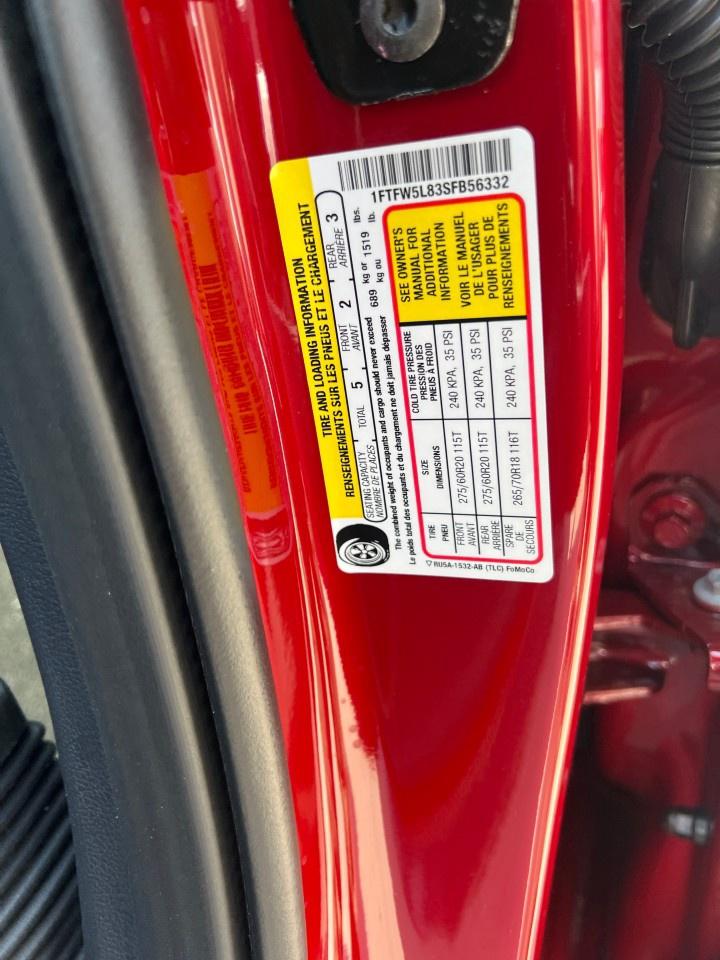 1FTFW5L83SFB56332
TIRE AND LOADING INFORMATION
RENSEIGNEMENTS SUR LES PNEUS ET LE CHARGEMENT
SEATING CAPACITY TOTAL 5 FRONT 2 REAR 3
NOMBRE DE PLACES AVANT ARRIÈRE
The combined weight of occupants and cargo should never exceed 689 kg or 1519 lbs.
Le poids total des occupants et du chargement ne doit jamais dépasser kg ou lb.
TIRE SIZE COLD TIRE PRESSURE
PNEU DIMENSIONS PRESSION DES PNEUS À FROID
FRONT AVANT 275/60R20 115T 240 KPA, 35 PSI
REAR ARRIÈRE 275/60R20 115T 240 KPA, 35 PSI
SPARE DE SECOURS 265/70R18 116T 240 KPA, 35 PSI
SEE OWNER'S
MANUAL FOR
ADDITIONAL
INFORMATION
VOIR LE MANUEL
DE L'USAGER
POUR PLUS DE
RENSEIGNEMENTS
RU5A-1532-AB (TLC) FoMoCo